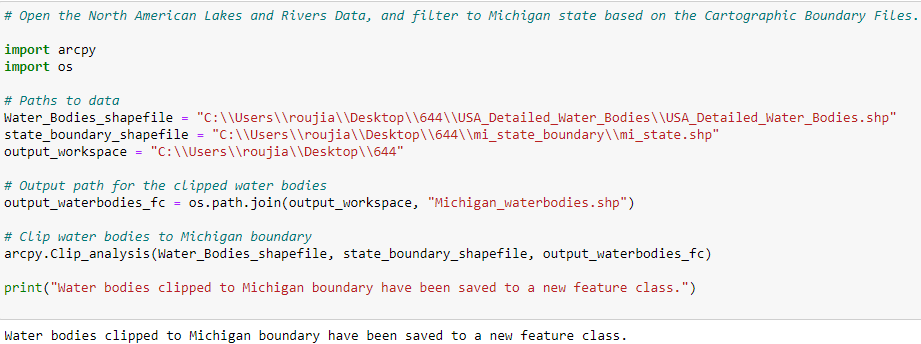 # Open the North American Lakes and Rivers Data, and filter to Michigan state based on the Cartographic Boundary Files.
import arcpy
import os
# Paths to data
Water_Bodies_shapefile = "C:\\Users\\roujia\\Desktop\\644\\USA_Detailed_Water_Bodies\\USA_Detailed_Water_Bodies.shp"
state_boundary_shapefile = "C:\\Users\\roujia\\Desktop\\644\\mi_state_boundary\\mi_state.shp"
output_workspace = "C:\\Users\\roujia\\Desktop\\644"
# Output path for the clipped water bodies
output_waterbodies_fc = os.path.join(output_workspace, "Michigan_waterbodies.shp")
# Clip water bodies to Michigan boundary
arcpy.Clip_analysis(Water_Bodies_shapefile, state_boundary_shapefile, output_waterbodies_fc)
print("Water bodies clipped to Michigan boundary have been saved to a new feature class.")
Water bodies clipped to Michigan boundary have been saved to a new feature class.